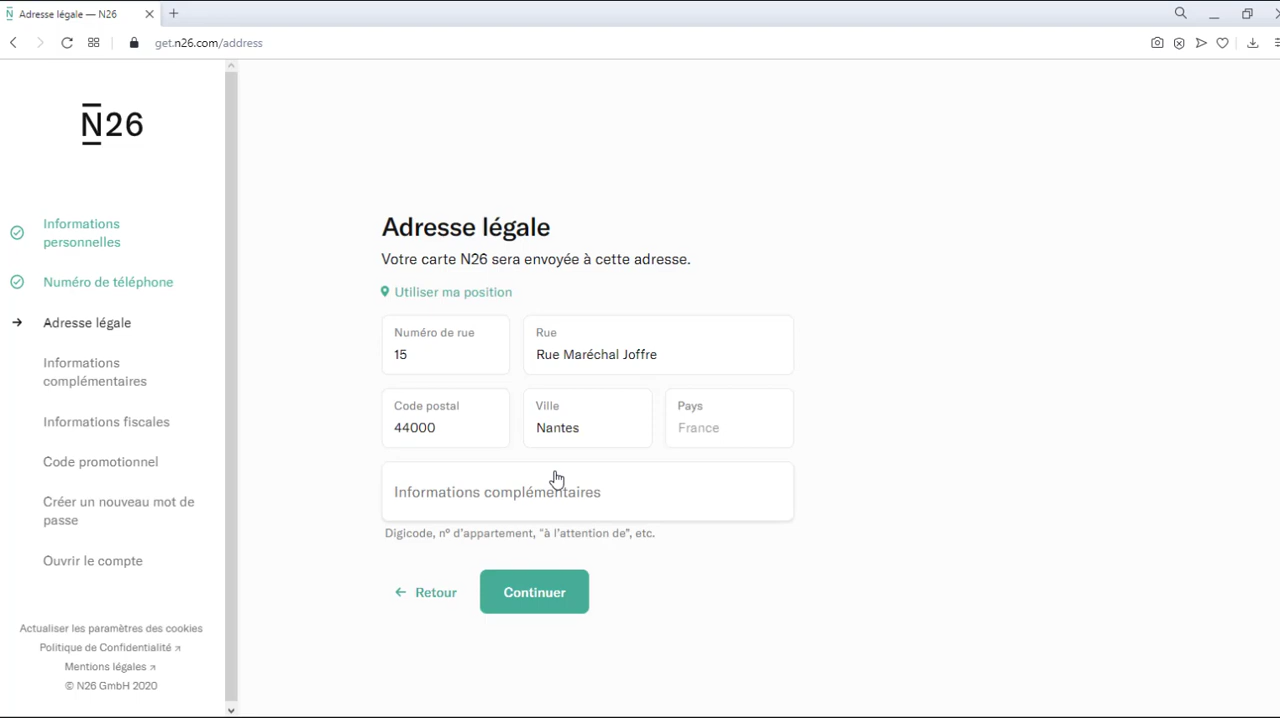 Adresse légale — N26
get.n26.com/address
N26
Informations
personnelles
Numéro de téléphone
Adresse légale
Informations
complémentaires
Informations fiscales
Code promotionnel
Créer un nouveau mot de
passe
Ouvrir le compte
Actualiser les paramètres des cookies
Politique de Confidentialité ↗
Mentions légales ↗
© N26 GmbH 2020
Adresse légale
Votre carte N26 sera envoyée à cette adresse.
Utiliser ma position
Numéro de rue
15
Rue
Rue Maréchal Joffre
Code postal
44000
Ville
Nantes
Pays
France
Informations complémentaires
Digicode, nº d'appartement, "à l'attention de", etc.
← Retour
Continuer